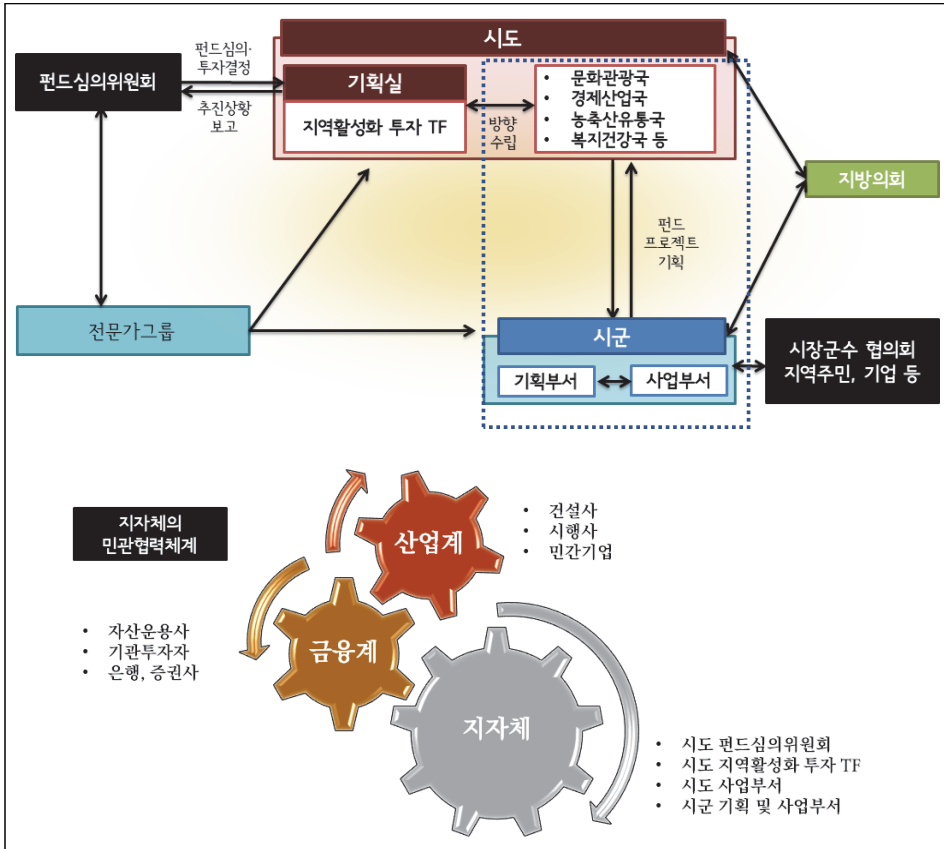 시도
펀드심의위원회
펀드심의·
투자결정
추진상황
보고
기획실
지역활성화 투자 TF
방향
수립
• 문화관광국
• 경제산업국
• 농축산유통국
• 복지건강국 등
지방의회
펀드
프로젝트
기획
전문가그룹
시군
기획부서
사업부서
시장군수 협의회
지역주민, 기업 등
지자체의
민관협력체계
산업계
• 건설사
• 시행사
• 민간기업
금융계
• 자산운용사
• 기관투자자
• 은행, 증권사
지자체
• 시도 펀드심의위원회
• 시도 지역활성화 투자 TF
• 시도 사업부서
• 시군 기획 및 사업부서